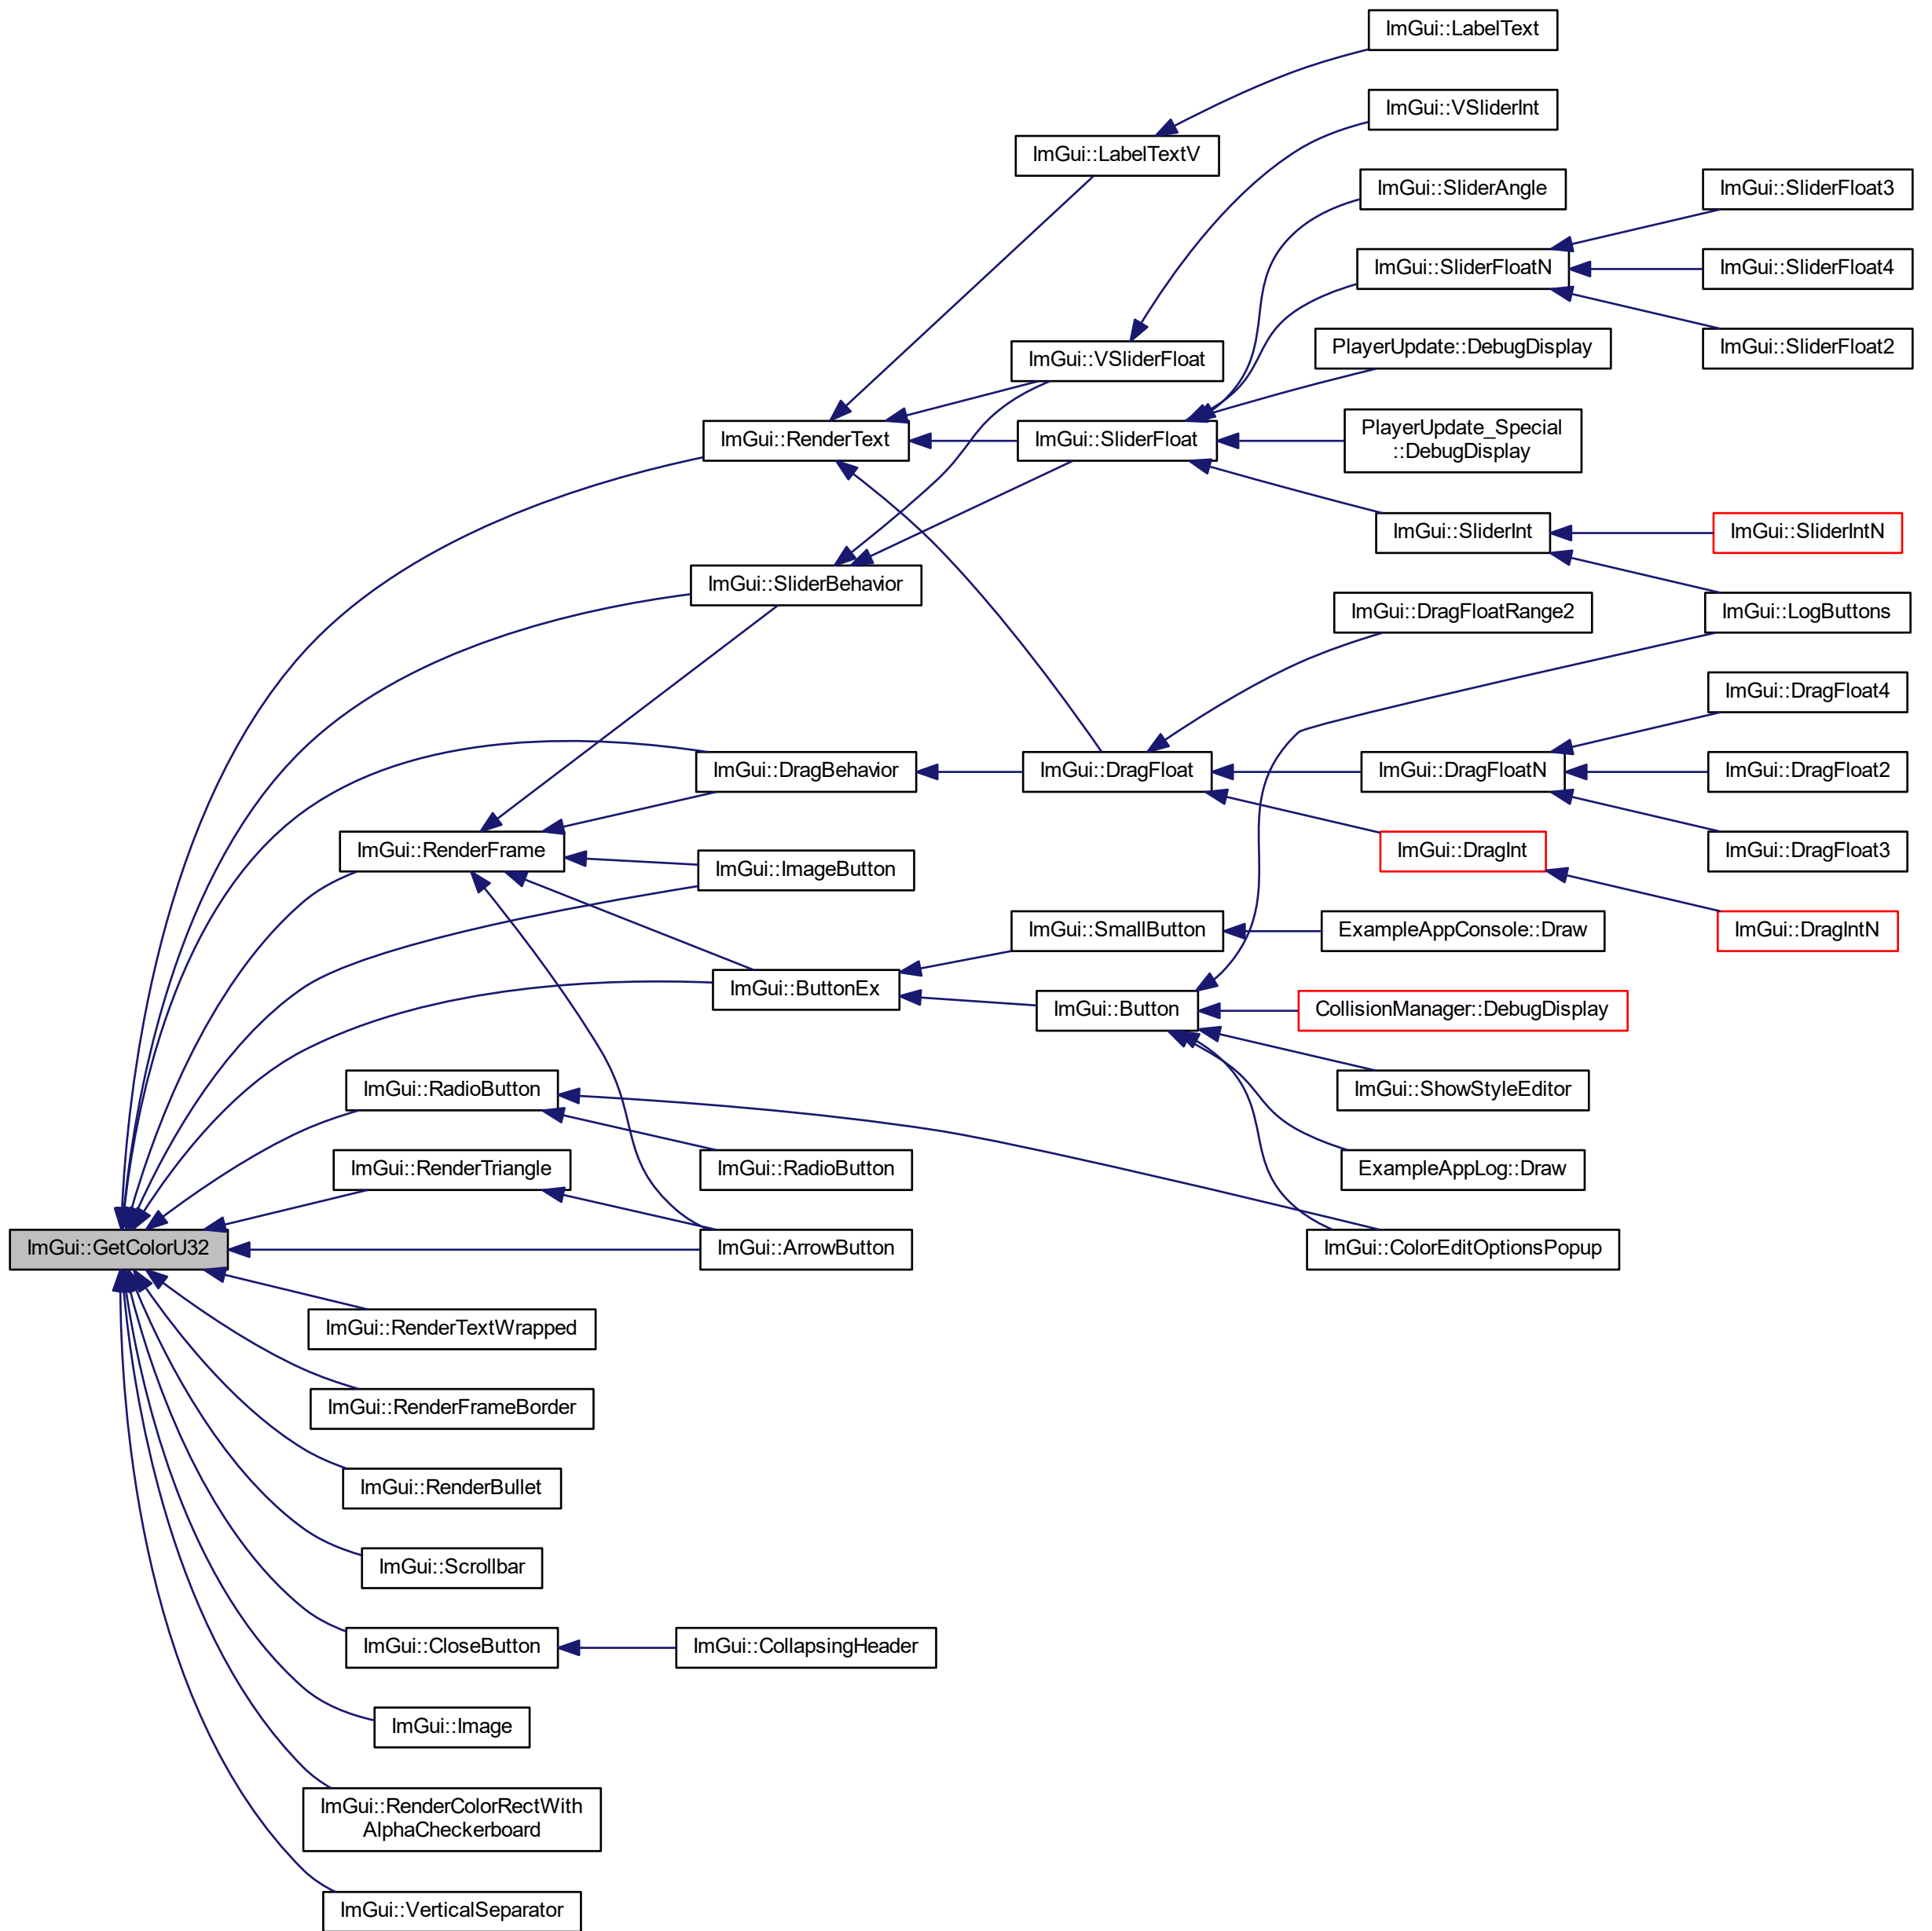 ImGui::LabelText
ImGui::VSliderInt
ImGui::LabelTextV
ImGui::SliderAngle
ImGui::SliderFloat3
ImGui::SliderFloatN
ImGui::SliderFloat4
ImGui::VSliderFloat
PlayerUpdate::DebugDisplay
ImGui::SliderFloat2
ImGui::RenderText
ImGui::SliderFloat
PlayerUpdate_Special
::DebugDisplay
ImGui::SliderInt
ImGui::SliderIntN
ImGui::SliderBehavior
ImGui::DragFloatRange2
ImGui::LogButtons
ImGui::DragFloat4
ImGui::DragBehavior
ImGui::DragFloat
ImGui::DragFloatN
ImGui::DragFloat2
ImGui::RenderFrame
ImGui::ImageButton
ImGui::DragInt
ImGui::DragFloat3
ImGui::SmallButton
ExampleAppConsole::Draw
ImGui::DragIntN
ImGui::ButtonEx
ImGui::Button
CollisionManager::DebugDisplay
ImGui::RadioButton
ImGui::ShowStyleEditor
ImGui::RenderTriangle
ImGui::RadioButton
ExampleAppLog::Draw
ImGui::GetColorU32
ImGui::ArrowButton
ImGui::ColorEditOptionsPopup
ImGui::RenderTextWrapped
ImGui::RenderFrameBorder
ImGui::RenderBullet
ImGui::Scrollbar
ImGui::CloseButton
ImGui::CollapsingHeader
ImGui::Image
ImGui::RenderColorRectWith
AlphaCheckerboard
ImGui::VerticalSeparator